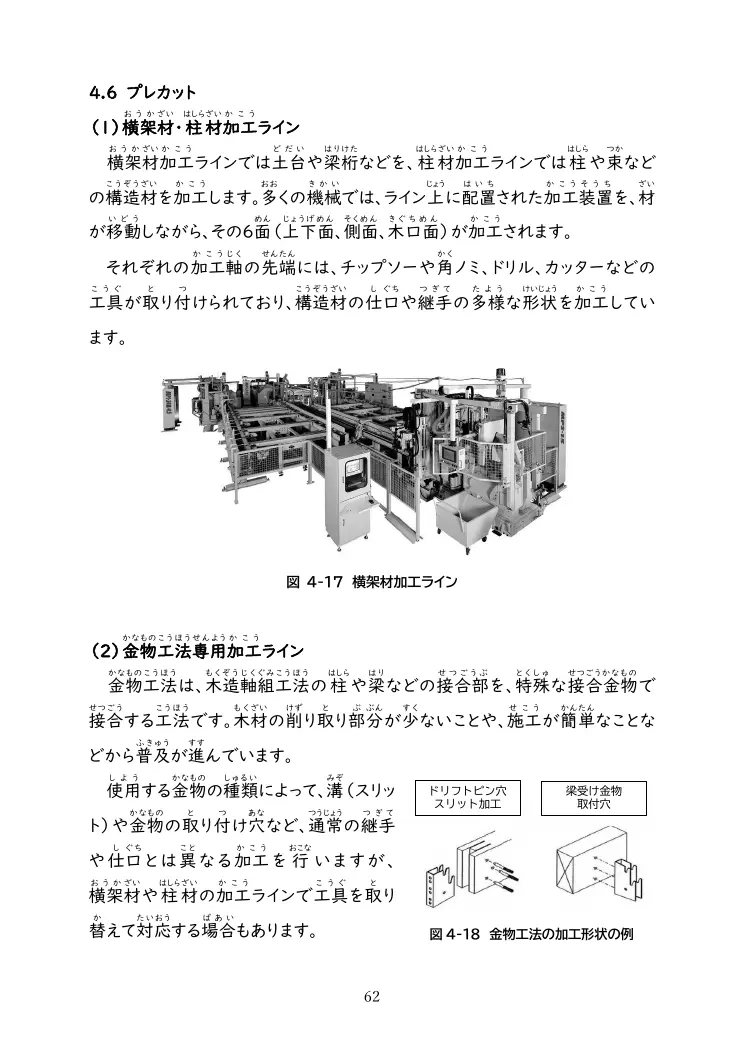 4.6 プレカット
(1)横架材・柱材加工ライン
横架材加工ラインでは土台や梁桁などを、柱材加工ラインでは柱や束など
の構造材を加工します。多くの機械では、ライン上に配置された加工装置を、材
が移動しながら、その6面(上下面、側面、木口面)が加工されます。
それぞれの加工軸の先端には、チップソーや角ノミ、ドリル、カッターなどの
工具が取り付けられており、構造材の仕口や継手の多様な形状を加工してい
ます。
図 4-17 横架材加工ライン
(2)金物工法専用加工ライン
金物工法は、木造軸組工法の柱や梁などの接合部を、特殊な接合金物で
接合する工法です。木材の削り取り部分が少ないことや、施工が簡単なことな
どから普及が進んでいます。
使用する金物の種類によって、溝(スリッ
ト)や金物の取り付け穴など、通常の継手
や仕口とは異なる加工を行いますが、
横架材や柱材の加工ラインで工具を取り
替えて対応する場合もあります。
ドリフトピン穴
スリット加工
梁受け金物
取付穴
図 4-18 金物工法の加工形状の例
62